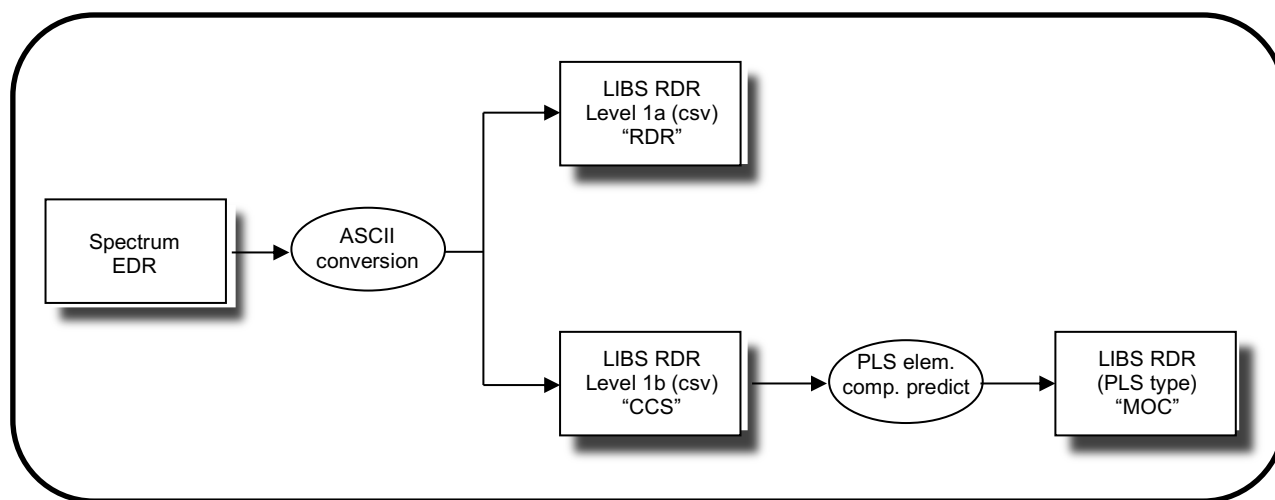 LIBS RDR
Level 1a (csv)
“RDR”
Spectrum
EDR
ASCII
conversion
LIBS RDR
Level 1b (csv)
“CCS”
PLS elem.
comp. predict
LIBS RDR
(PLS type)
“MOC”